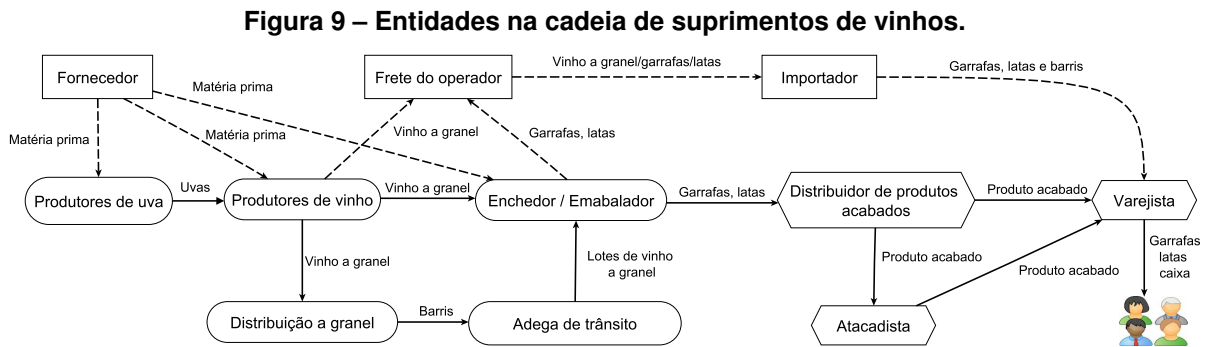 Figura 9 – Entidades na cadeia de suprimentos de vinhos.
Fornecedor
Matéria prima
Frete do operador
Vinho a granel/garrafas/latas
Importador
Garrafas, latas e barris
Matéria prima
Matéria prima
Vinho a granel
Garrafas, latas
Produtores de uva
Uvas
Produtores de vinho
Vinho a granel
Enchedor / Emabalador
Garrafas, latas
Distribuidor de produtos
acabados
Produto acabado
Varejista
Vinho a granel
Lotes de vinho
a granel
Produto acabado
Produto acabado
Garrafas
latas
caixa
Distribuição a granel
Barris
Adega de trânsito
Atacadista